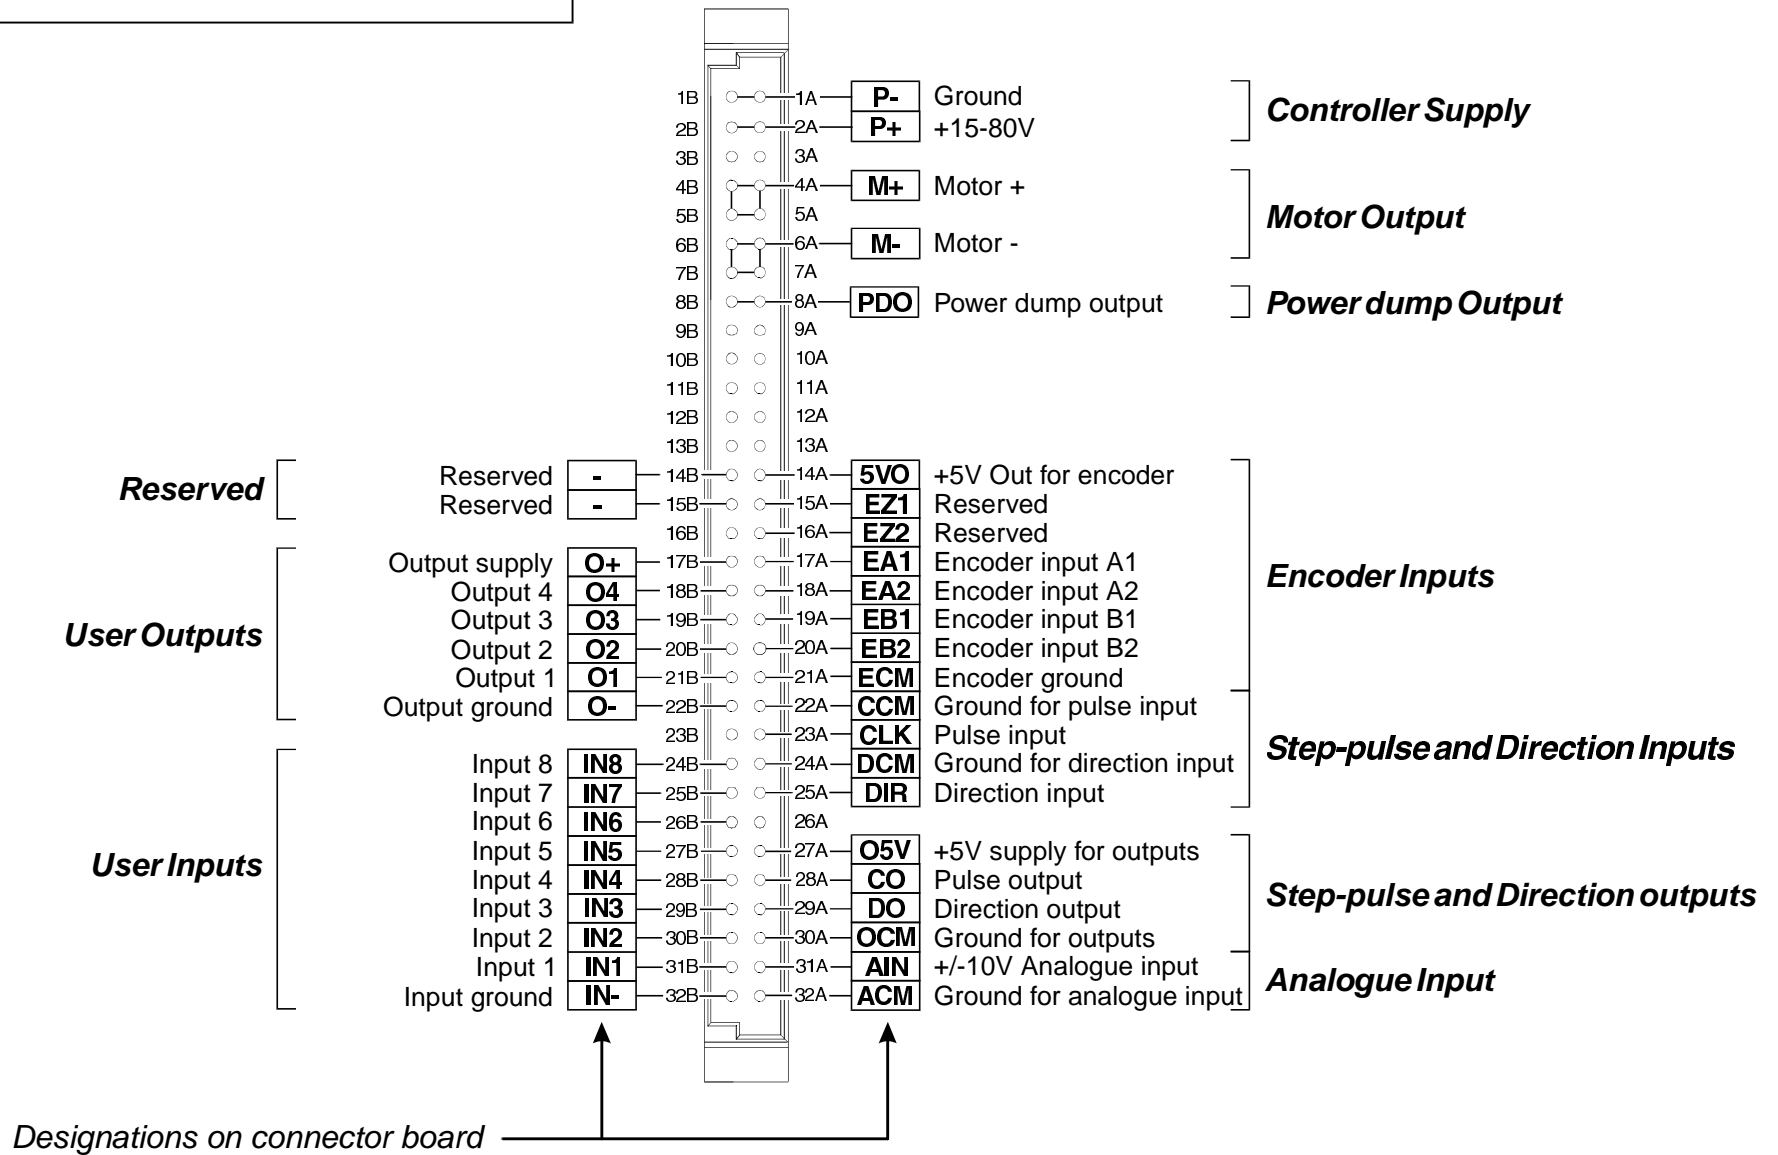 1B 1A P- Ground
2B 2A P+ +15-80V
Controller Supply
3B 3A
4B 4A M+ Motor +
5B 5A
Motor Output
6B 6A M- Motor -
7B 7A
8B 8A PDO Power dump output Power dump Output
9B 9A
10B 10A
11B 11A
12B 12A
13B 13A
Reserved - 14B 14A 5VO +5V Out for encoder
Reserved
Reserved - 15B 15A EZ1 Reserved
16B 16A EZ2 Reserved
Output supply O+ 17B 17A EA1 Encoder input A1
Encoder Inputs
Output 4 O4 18B 18A EA2 Encoder input A2
Output 3 O3 19B 19A EB1 Encoder input B1
User Outputs
Output 2 O2 20B 20A EB2 Encoder input B2
Output 1 O1 21B 21A ECM Encoder ground
Output ground O- 22B 22A CCM Ground for pulse input
23B 23A CLK Pulse input
Step-pulse and Direction Inputs
Input 8 IN8 24B 24A DCM Ground for direction input
Input 7 IN7 25B 25A DIR Direction input
Input 6 IN6 26B 26A
User Inputs
Input 5 IN5 27B 27A O5V +5V supply for outputs
Input 4 IN4 28B 28A CO Pulse output
Step-pulse and Direction outputs
Input 3 IN3 29B 29A DO Direction output
Input 2 IN2 30B 30A OCM Ground for outputs
Input 1 IN1 31B 31A AIN +/-10V Analogue input
Analogue Input
Input ground IN- 32B 32A ACM Ground for analogue input
Designations on connector board